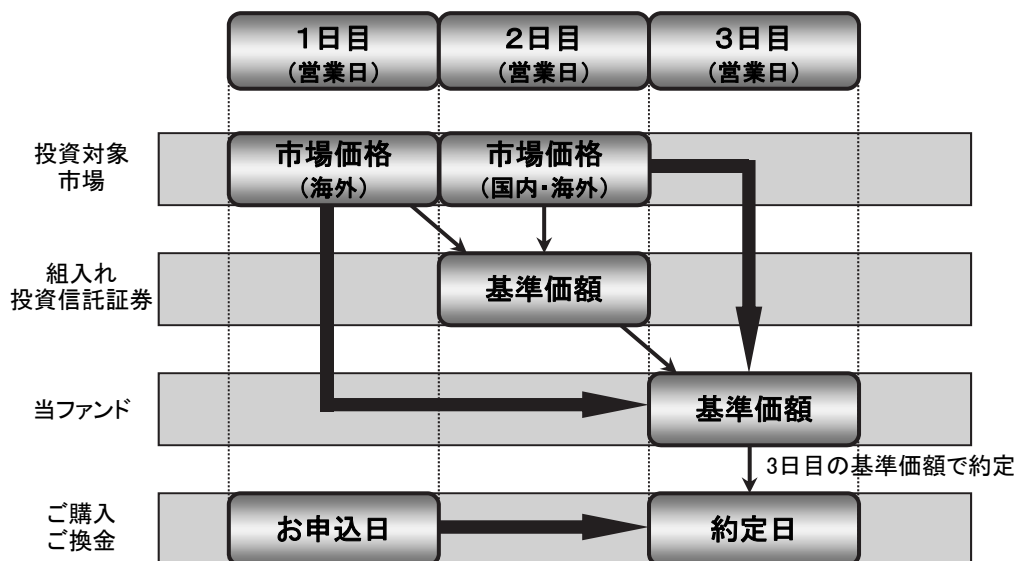 1日目
（営業日）
2日目
（営業日）
3日目
（営業日）
投資対象
市場
市場価格
（海外）
市場価格
（国内・海外）
組入れ
投資信託証券
基準価額
当ファンド
基準価額
3日目の基準価額で約定
ご購入
ご換金
お申込日
約定日